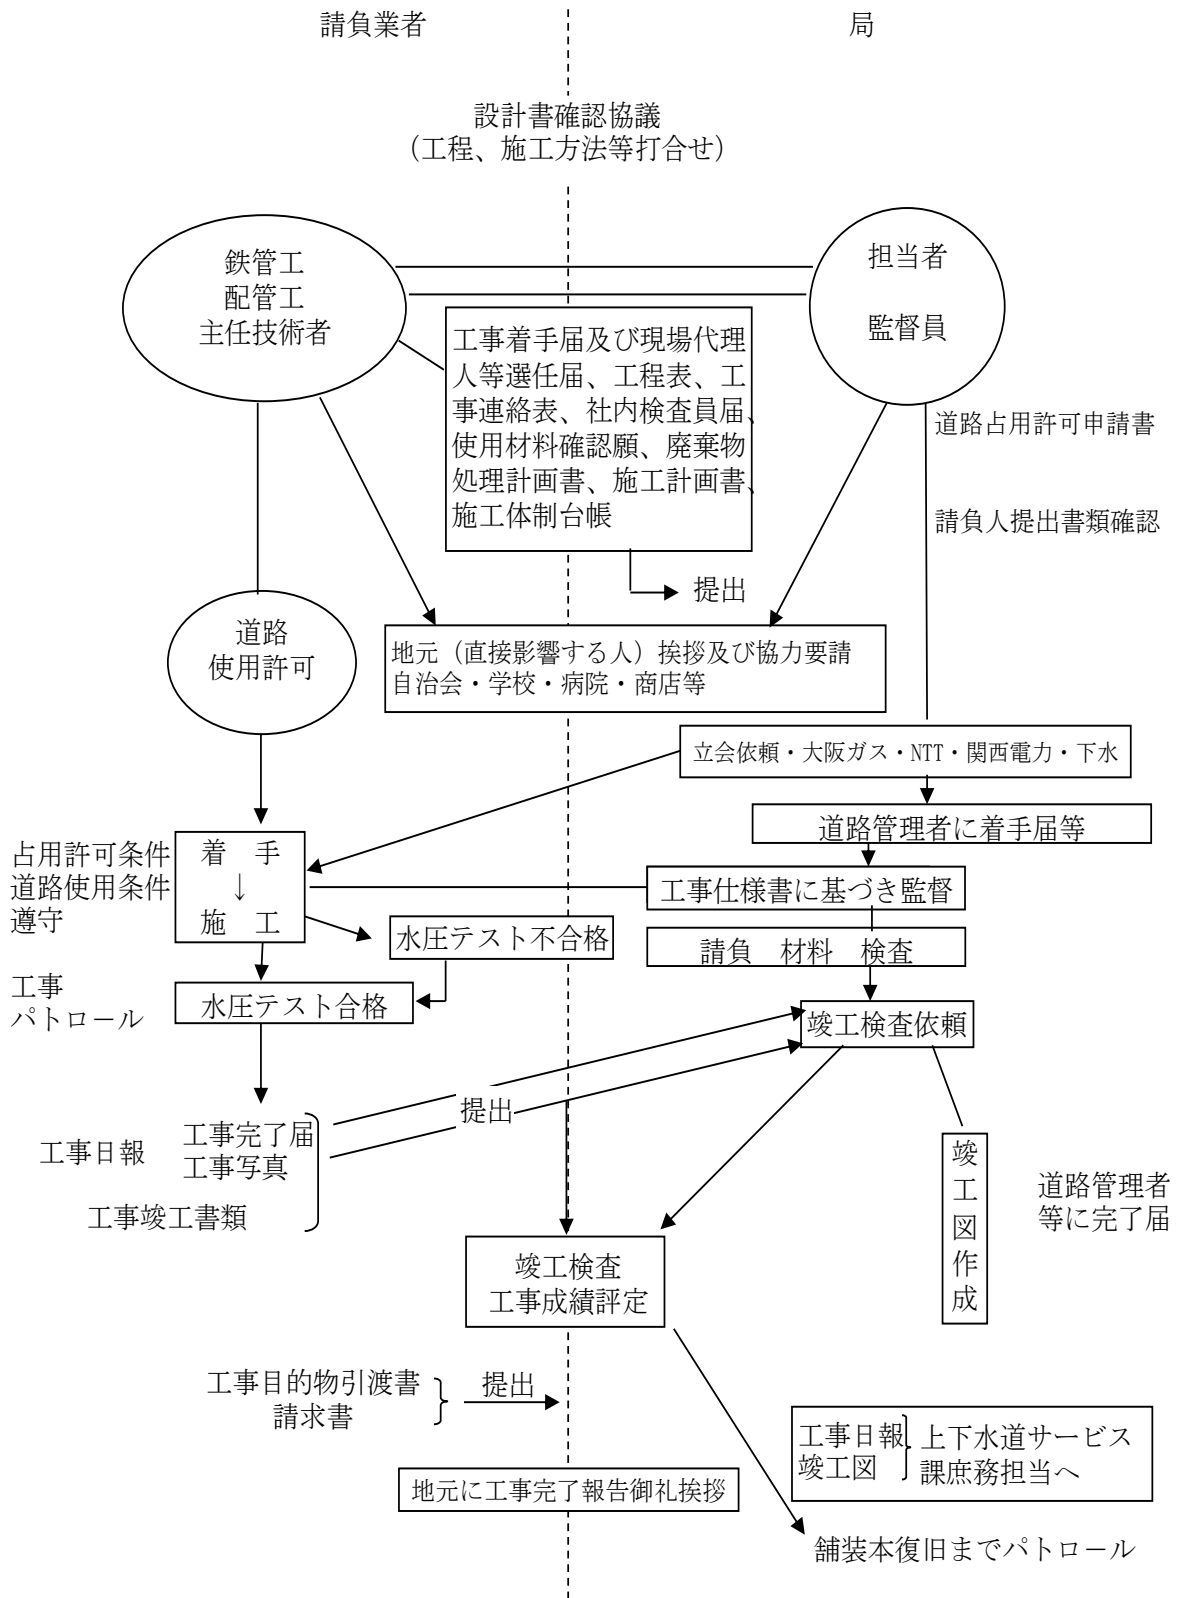 請負業者
局
設計書確認協議
（工程、施工方法等打合せ）
鉄管工
配管工
主任技術者
担当者
監督員
工事着手届及び現場代理
人等選任届、工程表、工
事連絡表、社内検査員届、
使用材料確認願、廃棄物
処理計画書、施工計画書、
施工体制台帳
提出
道路占用許可申請書
請負人提出書類確認
道路
使用許可
地元（直接影響する人）挨拶及び協力要請
自治会・学校・病院・商店等
立会依頼・大阪ガス・NTT・関西電力・下水
道路管理者に着手届等
占用許可条件
道路使用条件
遵守
着　手
↓
施　工
工事仕様書に基づき監督
水圧テスト不合格
請負　材料　検査
工事
パトロール
水圧テスト合格
竣工検査依頼
提出
工事日報
工事完了届
工事写真
工事竣工書類
竣工図作成
道路管理者
等に完了届
竣工検査
工事成績評定
工事目的物引渡書
請求書
提出
工事日報
竣工図
上下水道サービス
課庶務担当へ
地元に工事完了報告御礼挨拶
舗装本復旧までパトロール